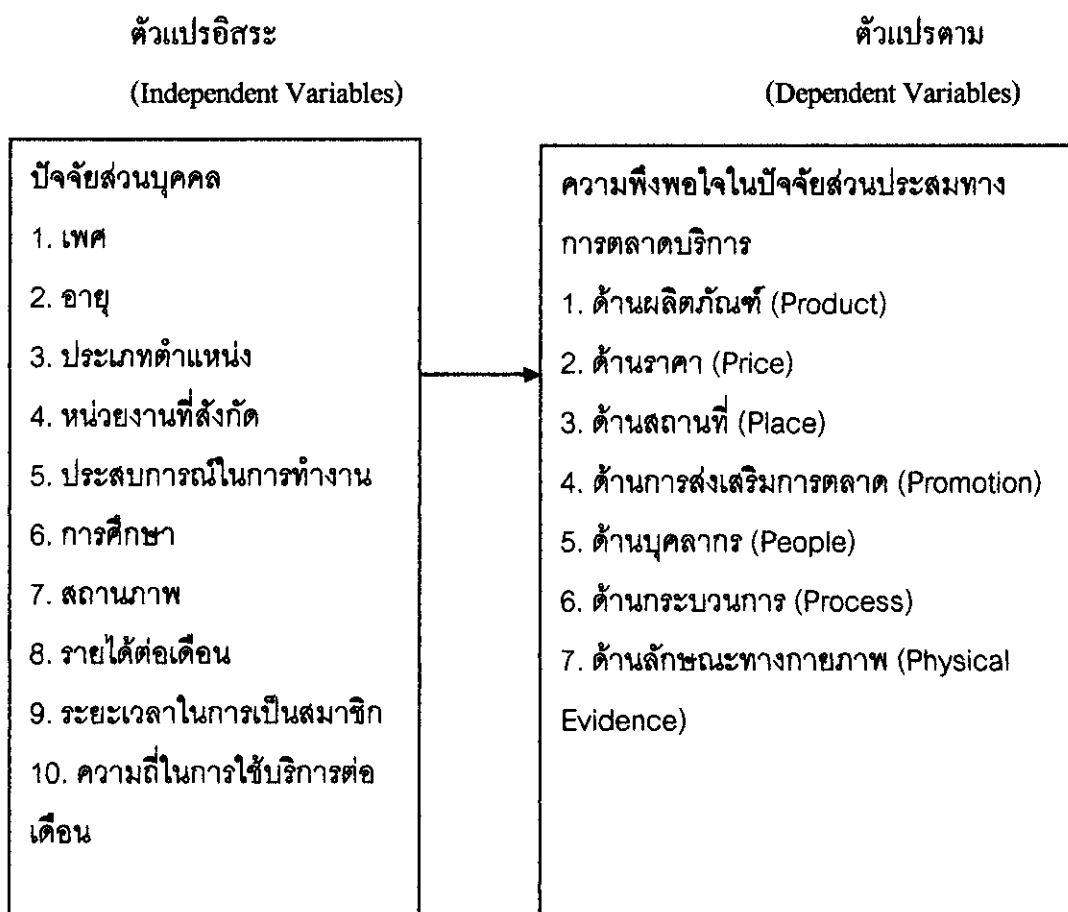 ตัวแปรอิสระ
(Independent Variables)
ปัจจัยส่วนบุคคล
1. เพศ
2. อายุ
3. ประเภทตำแหน่ง
4. หน่วยงานที่สังกัด
5. ประสบการณ์ในการทำงาน
6. การศึกษา
7. สถานภาพ
8. รายได้ต่อเดือน
9. ระยะเวลาในการเป็นสมาชิก
10. ความถี่ในการใช้บริการต่อ
เดือน
ตัวแปรตาม
(Dependent Variables)
ความพึงพอใจในปัจจัยส่วนประสมทาง
การตลาดบริการ
1. ด้านผลิตภัณฑ์ (Product)
2. ด้านราคา (Price)
3. ด้านสถานที่ (Place)
4. ด้านการส่งเสริมการตลาด (Promotion)
5. ด้านบุคลากร (People)
6. ด้านกระบวนการ (Process)
7. ด้านลักษณะทางกายภาพ (Physical
Evidence)